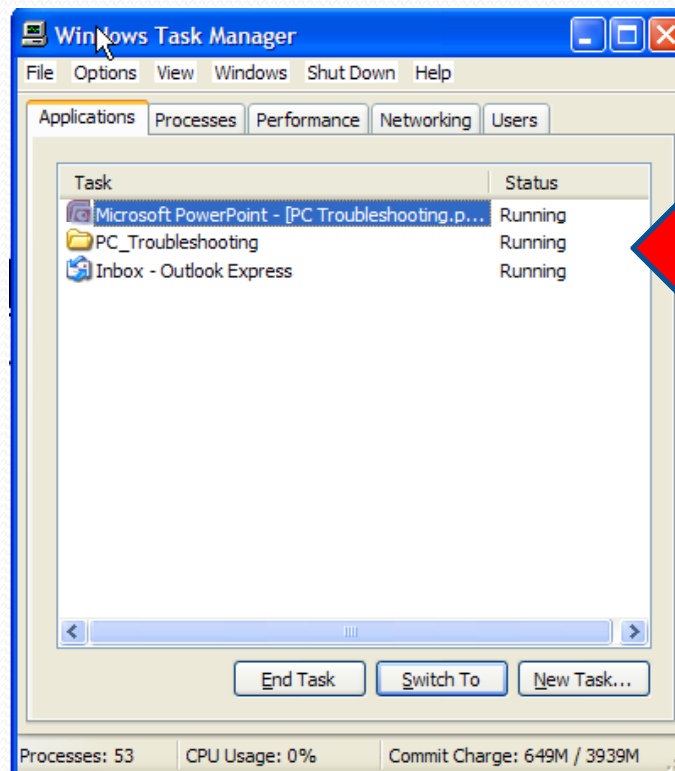 Windows Task Manager
File Options View Windows Shut Down Help
Applications Processes Performance Networking Users
Task Status
Microsoft PowerPoint - [PC Troubleshooting.p... Running
PC_Troubleshooting Running
Inbox - Outlook Express Running
End Task Switch To New Task...
Processes: 53 CPU Usage: 0% Commit Charge: 649M / 3939M